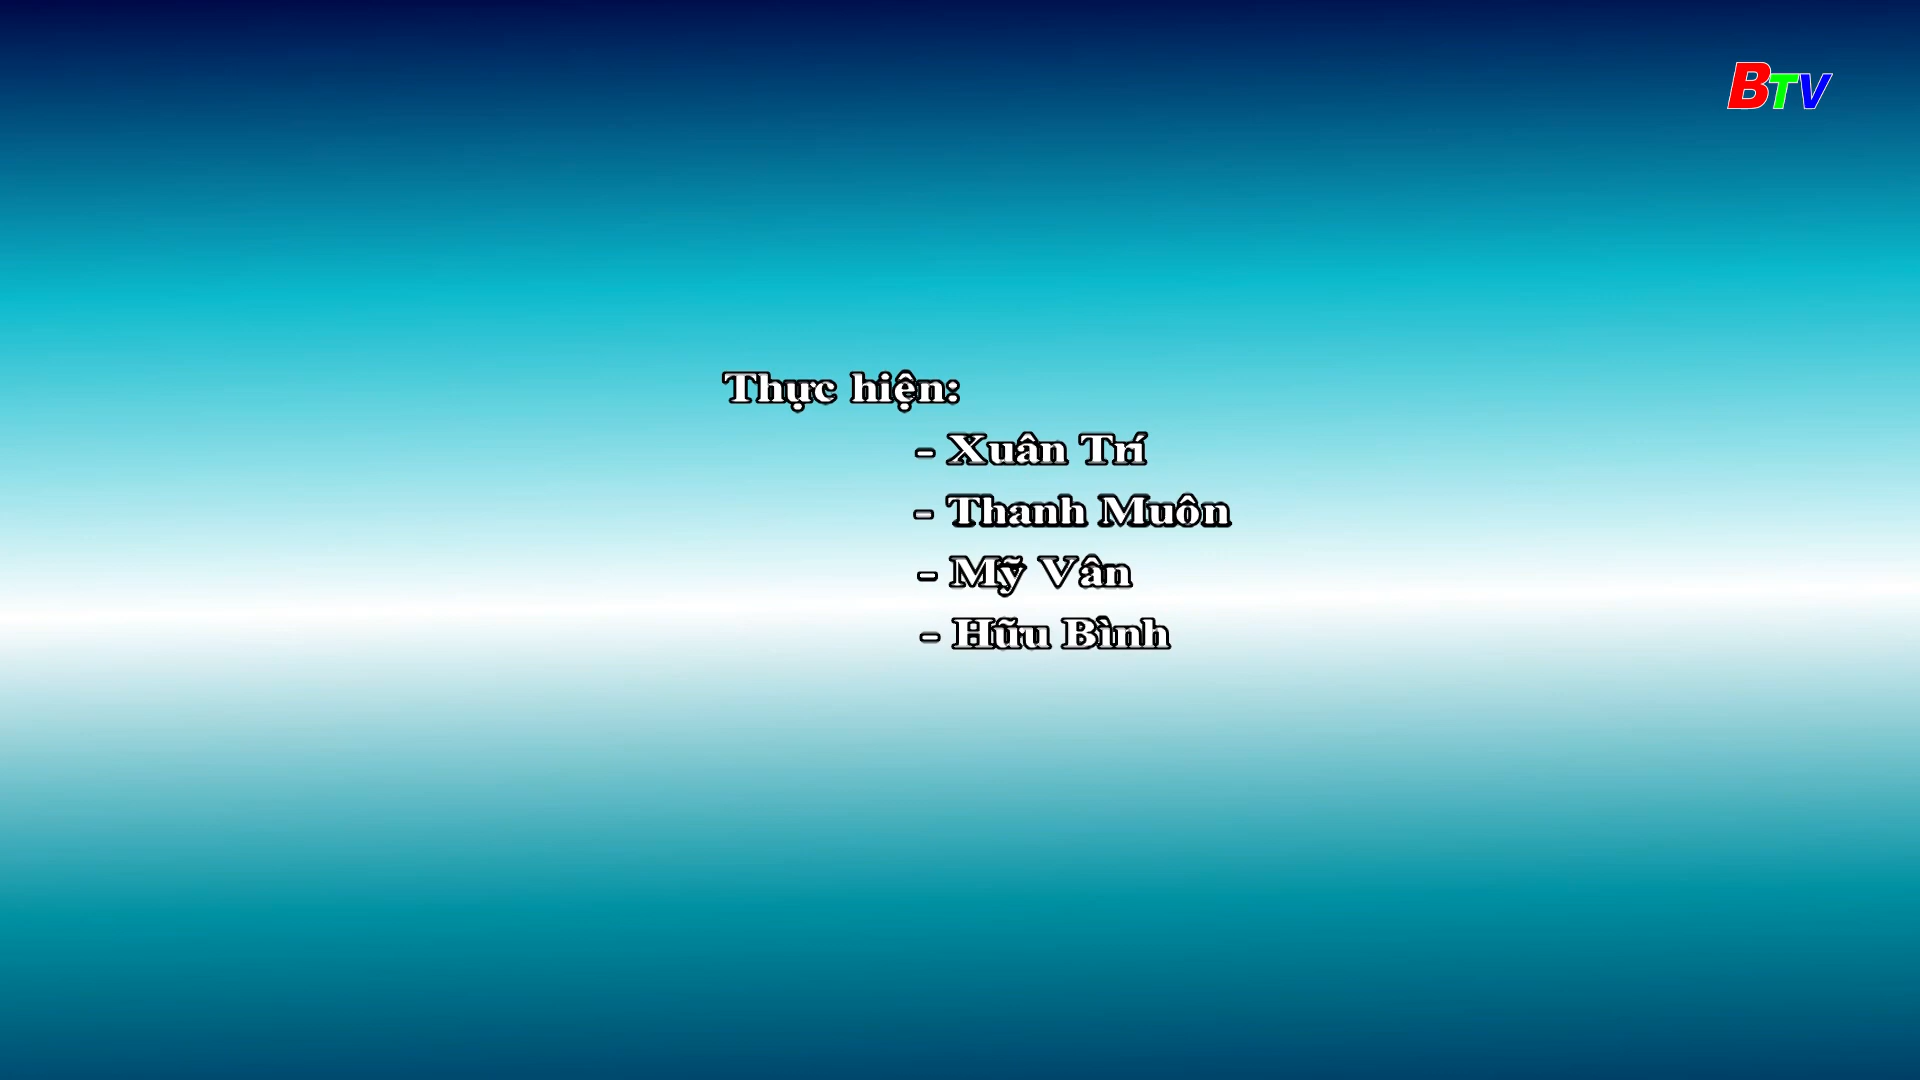 BTV
Thực hiện:
- Xuân Trí
- Thanh Muôn
- Mỹ Vân
- Hữu Bình